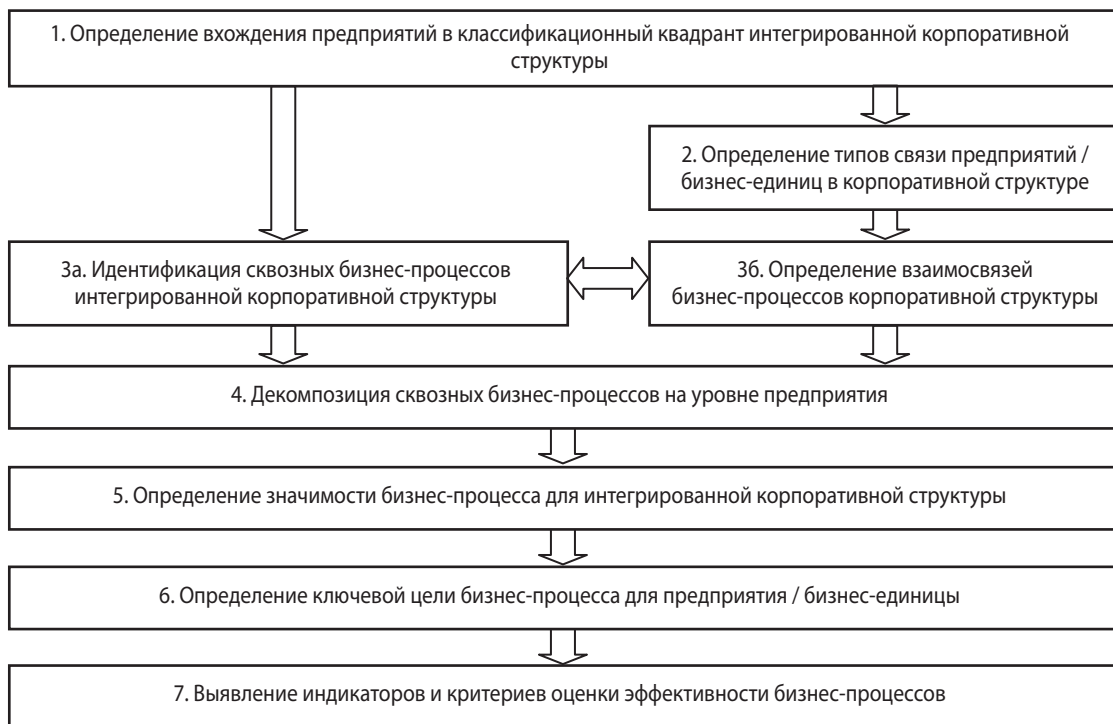 1. Определение вхождения предприятий в классификационный квадрант интегрированной корпоративной
структуры
2. Определение типов связи предприятий /
бизнес-единиц в корпоративной структуре
3а. Идентификация сквозных бизнес-процессов
интегрированной корпоративной структуры
3б. Определение взаимосвязей
бизнес-процессов корпоративной структуры
4. Декомпозиция сквозных бизнес-процессов на уровне предприятия
5. Определение значимости бизнес-процесса для интегрированной корпоративной структуры
6. Определение ключевой цели бизнес-процесса для предприятия / бизнес-единицы
7. Выявление индикаторов и критериев оценки эффективности бизнес-процессов